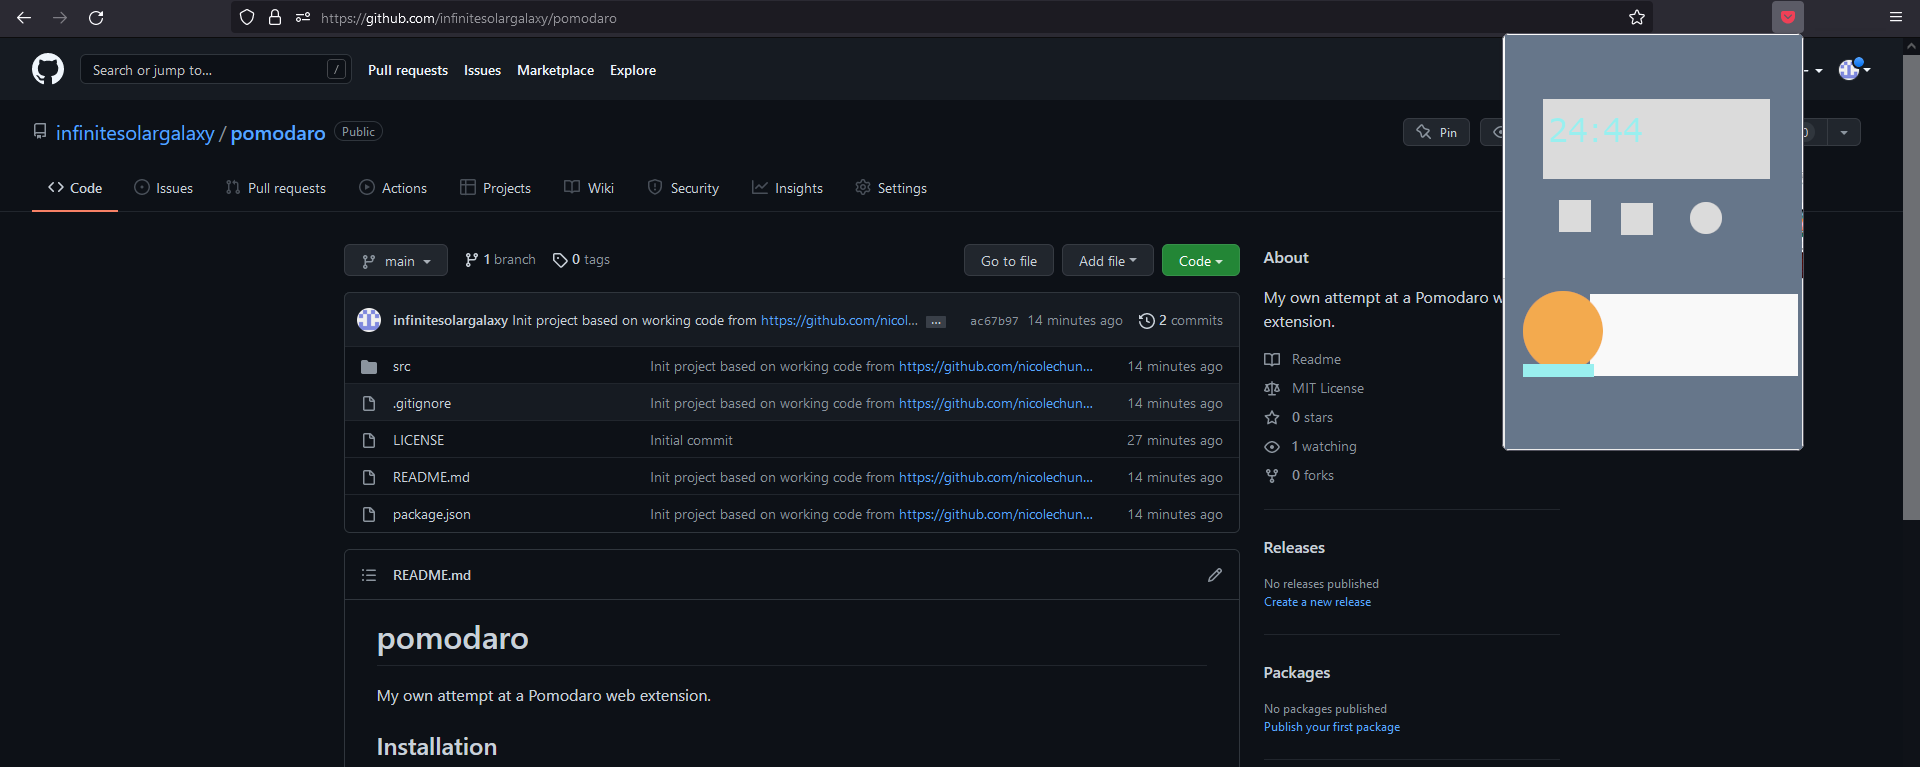 https://github.com/infinitesolargalaxy/pomodaro
Search or jump to... /
Pull requests Issues Marketplace Explore
infinitesolargalaxy / pomodaro Public
Pin
24:44
Code Issues Pull requests Actions Projects Wiki Security Insights Settings
main 1 branch 0 tags Go to file Add file Code
infinitesolargalaxy Init project based on working code from https://github.com/nicol... ... ac67b97 14 minutes ago 2 commits
src Init project based on working code from https://github.com/nicolechun... 14 minutes ago
.gitignore Init project based on working code from https://github.com/nicolechun... 14 minutes ago
LICENSE Initial commit 27 minutes ago
README.md Init project based on working code from https://github.com/nicolechun... 14 minutes ago
package.json Init project based on working code from https://github.com/nicolechun... 14 minutes ago
README.md
pomodaro
My own attempt at a Pomodaro web extension.
Installation
About
My own attempt at a Pomodaro w
extension.
Readme
MIT License
0 stars
1 watching
0 forks
Releases
No releases published
Create a new release
Packages
No packages published
Publish your first package